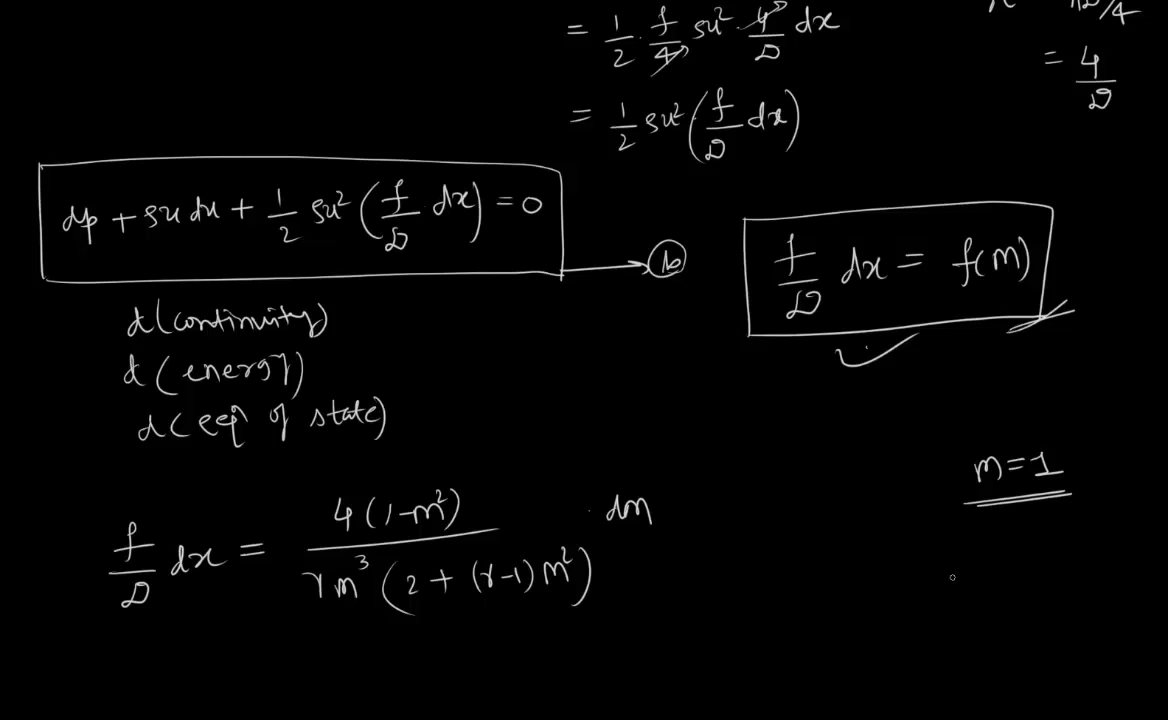 = 1/2 · f/4 ρu² · 4/D dx
= 4/D
= 1/2 ρu² (f/D dx)
dp + ρu du + 1/2 ρu² (f/D dx) = 0
f/D dx = f(M)
d(continuity)
d(energy)
d(eqⁿ of state)
M = 1
f/D dx = 4(1-M²) / γM³(2 + (γ-1)M²) dM